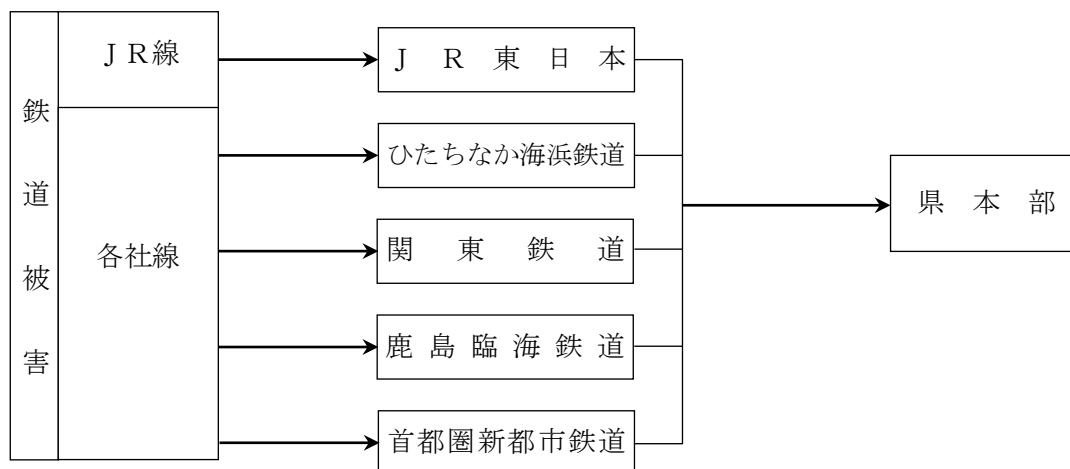 鉄道被害
ＪＲ線
各社線
ＪＲ東日本
ひたちなか海浜鉄道
関東鉄道
鹿島臨海鉄道
首都圏新都市鉄道
県本部